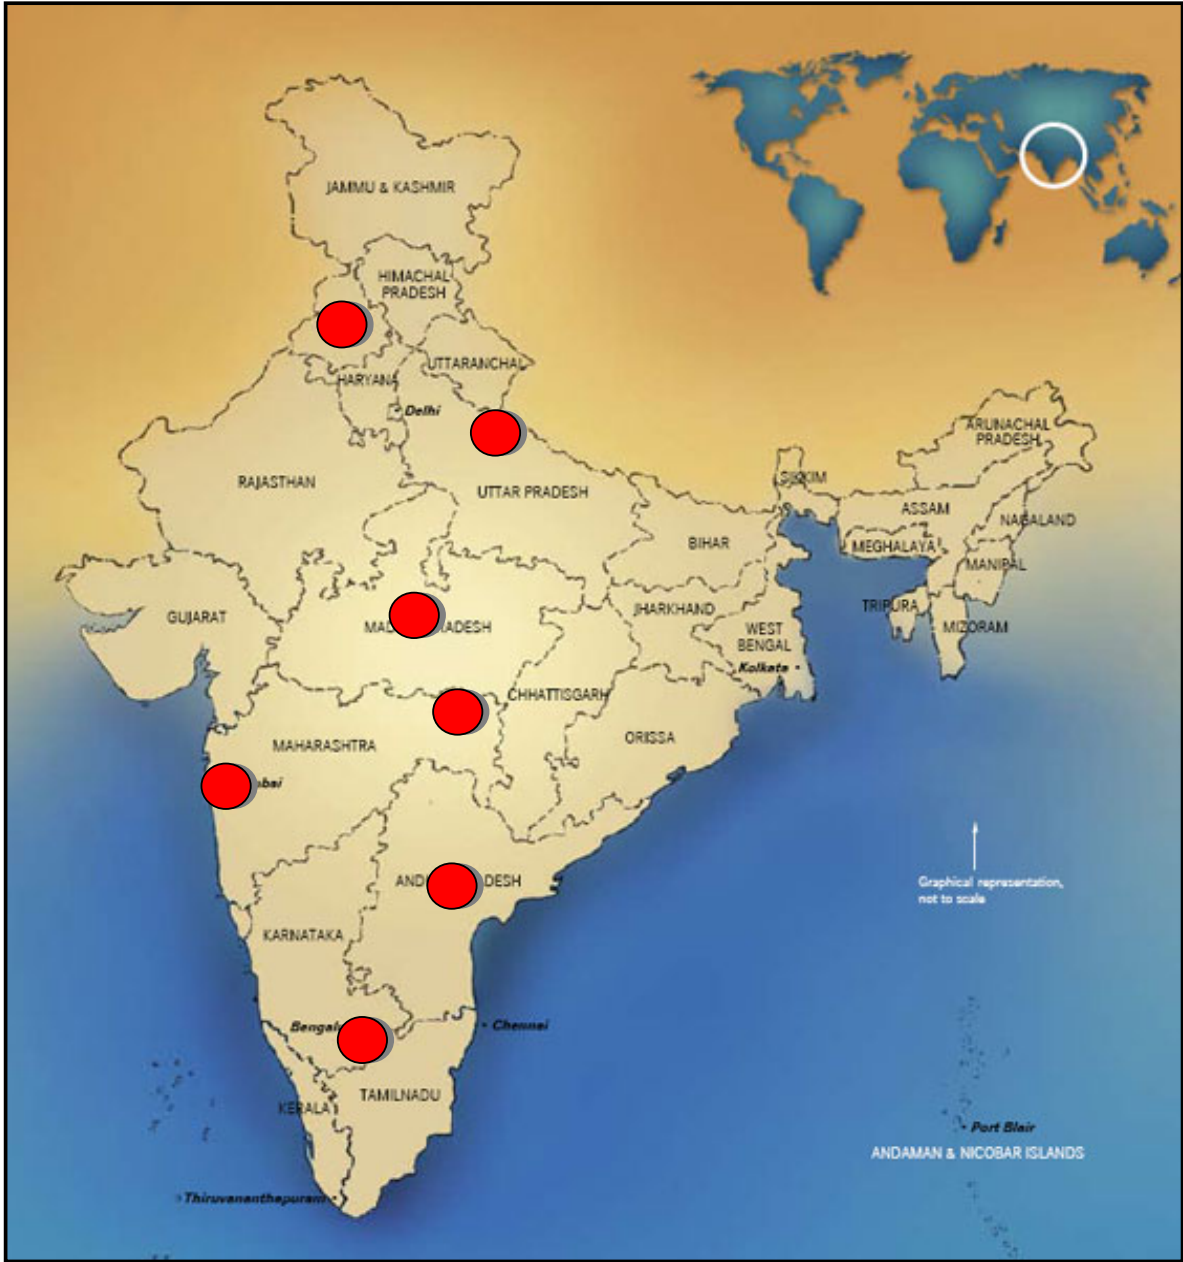 JAMMU & KASHMIR
HIMACHAL
PRADESH
UTTARANCHAL
HARYANA
Delhi
ARUNACHAL
PRADESH
RAJASTHAN
UTTAR PRADESH
SIKKIM
ASSAM
NAGALAND
BIHAR
MEGHALAYA
MANIPAL
GUJARAT
JHARKHAND
TRIPURA
MIZORAM
WEST
BENGAL
Kolkata
CHHATTISGARH
MAHARASHTRA
ORISSA
Graphical representation,
not to scale
KARNATAKA
Chennai
TAMILNADU
KERALA
Port Blair
ANDAMAN & NICOBAR ISLANDS
Thiruvananthapuram